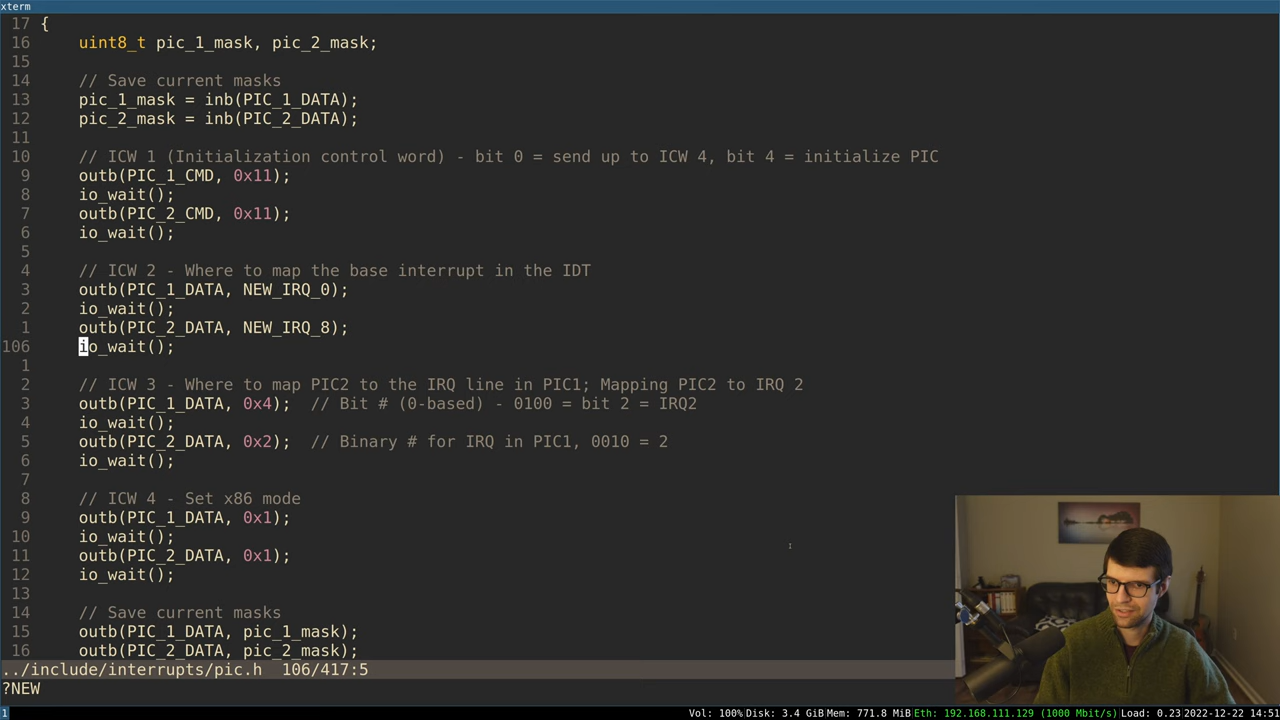 xterm
17 {
16     uint8_t pic_1_mask, pic_2_mask;
15
14     // Save current masks
13     pic_1_mask = inb(PIC_1_DATA);
12     pic_2_mask = inb(PIC_2_DATA);
11
10     // ICW 1 (Initialization control word) - bit 0 = send up to ICW 4, bit 4 = initialize PIC
9     outb(PIC_1_CMD, 0x11);
8     io_wait();
7     outb(PIC_2_CMD, 0x11);
6     io_wait();
5
4     // ICW 2 - Where to map the base interrupt in the IDT
3     outb(PIC_1_DATA, NEW_IRQ_0);
2     io_wait();
1     outb(PIC_2_DATA, NEW_IRQ_8);
106     io_wait();
1
2     // ICW 3 - Where to map PIC2 to the IRQ line in PIC1; Mapping PIC2 to IRQ 2
3     outb(PIC_1_DATA, 0x4);  // Bit # (0-based) - 0100 = bit 2 = IRQ2
4     io_wait();
5     outb(PIC_2_DATA, 0x2);  // Binary # for IRQ in PIC1, 0010 = 2
6     io_wait();
7
8     // ICW 4 - Set x86 mode
9     outb(PIC_1_DATA, 0x1);
10     io_wait();
11     outb(PIC_2_DATA, 0x1);
12     io_wait();
13
14     // Save current masks
15     outb(PIC_1_DATA, pic_1_mask);
16     outb(PIC_2_DATA, pic_2_mask);
../include/interrupts/pic.h  106/417:5
?NEW
1 Vol: 100% Disk: 3.4 GiB Mem: 771.8 MiB Eth: 192.168.111.129 (1000 Mbit/s) Load: 0.23 2022-12-22 14:51